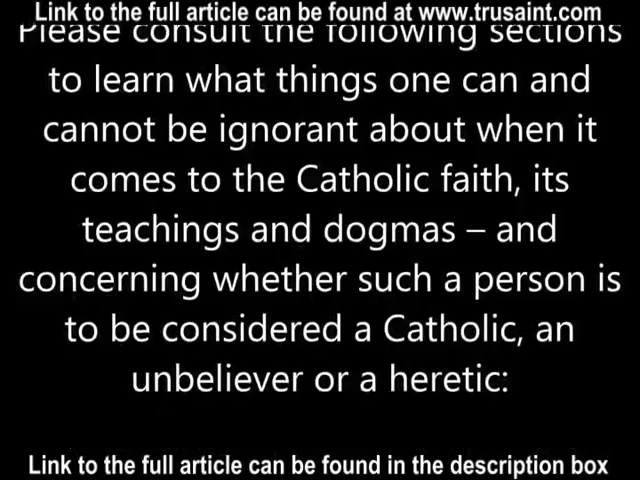 Link to the full article can be found at www.trusaint.com
Please consult the following sections
to learn what things one can and
cannot be ignorant about when it
comes to the Catholic faith, its
teachings and dogmas – and
concerning whether such a person is
to be considered a Catholic, an
unbeliever or a heretic:
Link to the full article can be found in the description box